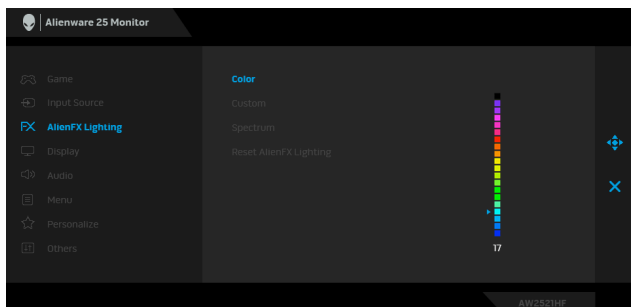 Alienware 25 Monitor
Game
Input Source
FX AlienFX Lighting
Display
Audio
Menu
Personalize
Others
Color
Custom
Spectrum
Reset AlienFX Lighting
17
AW2521HF